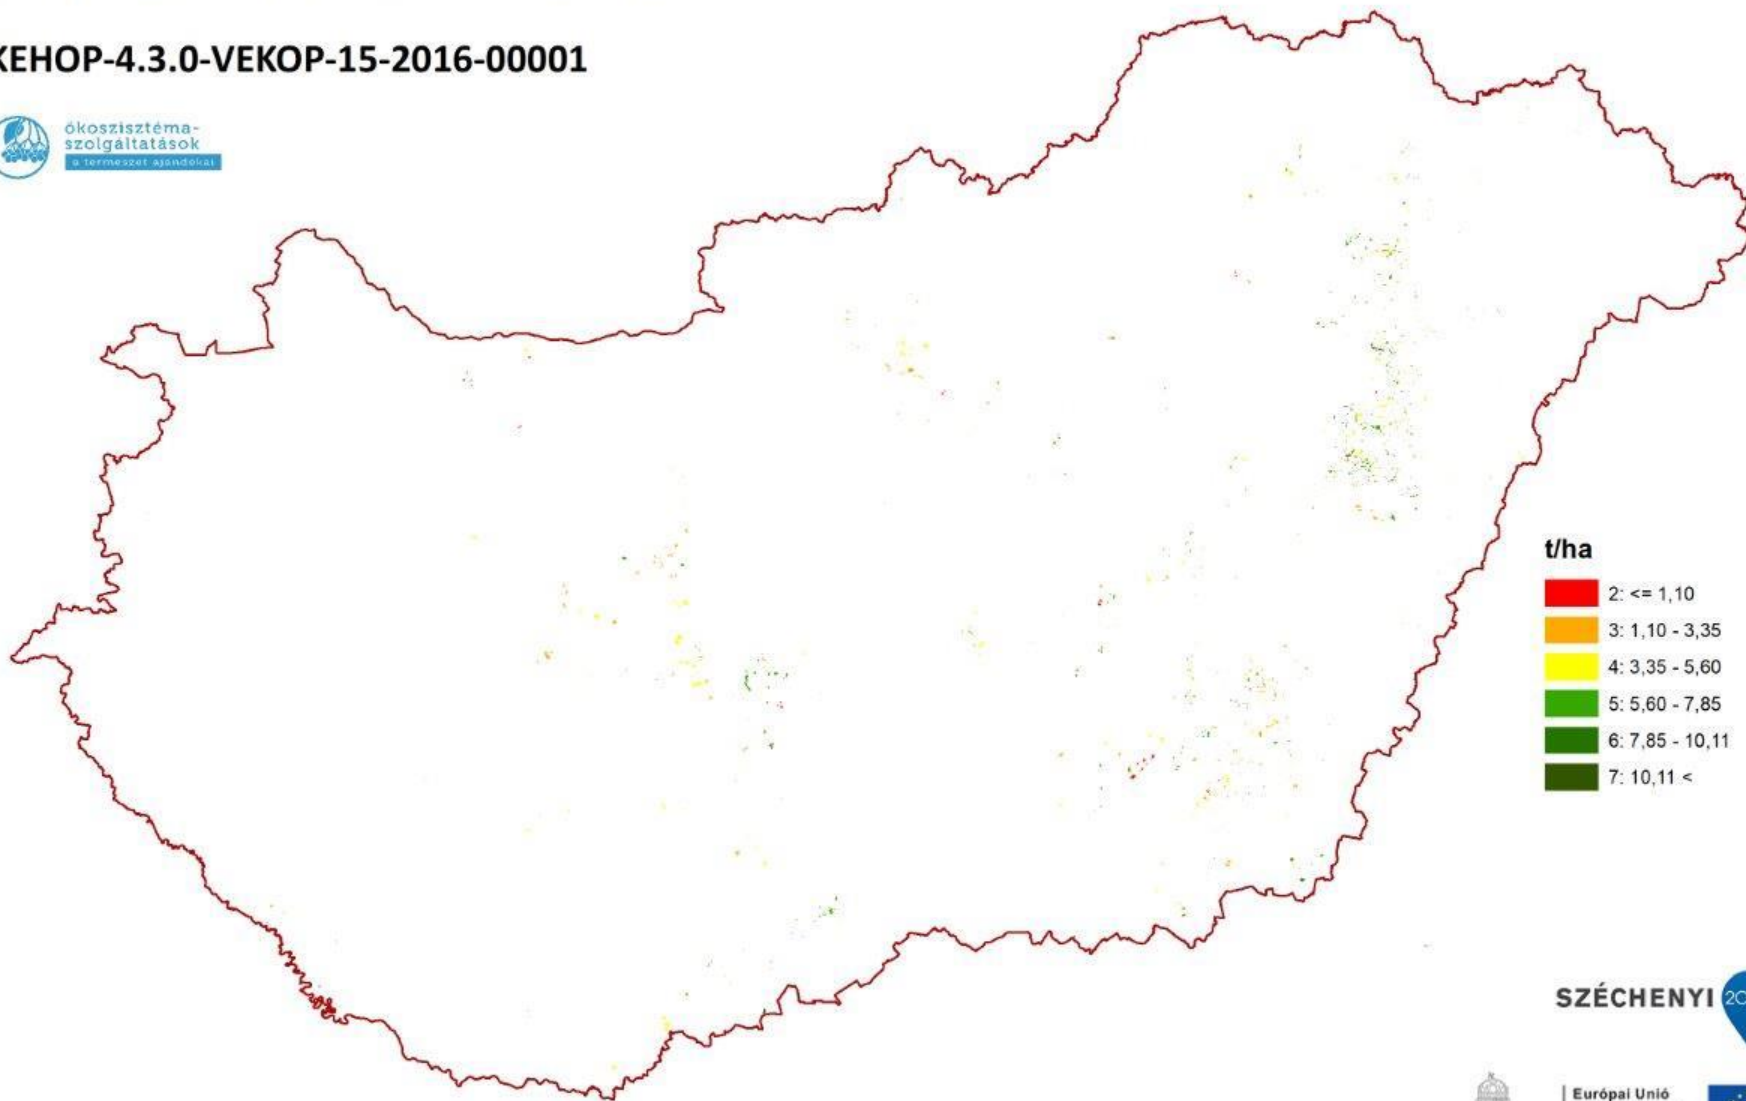 KEHOP-4.3.0-VEKOP-15-2016-00001
ökoszisztéma-
szolgáltatások
a természet ajándékai
t/ha
2: <= 1,10
3: 1,10 - 3,35
4: 3,35 - 5,60
5: 5,60 - 7,85
6: 7,85 - 10,11
7: 10,11 <
SZÉCHENYI
Európai Unió